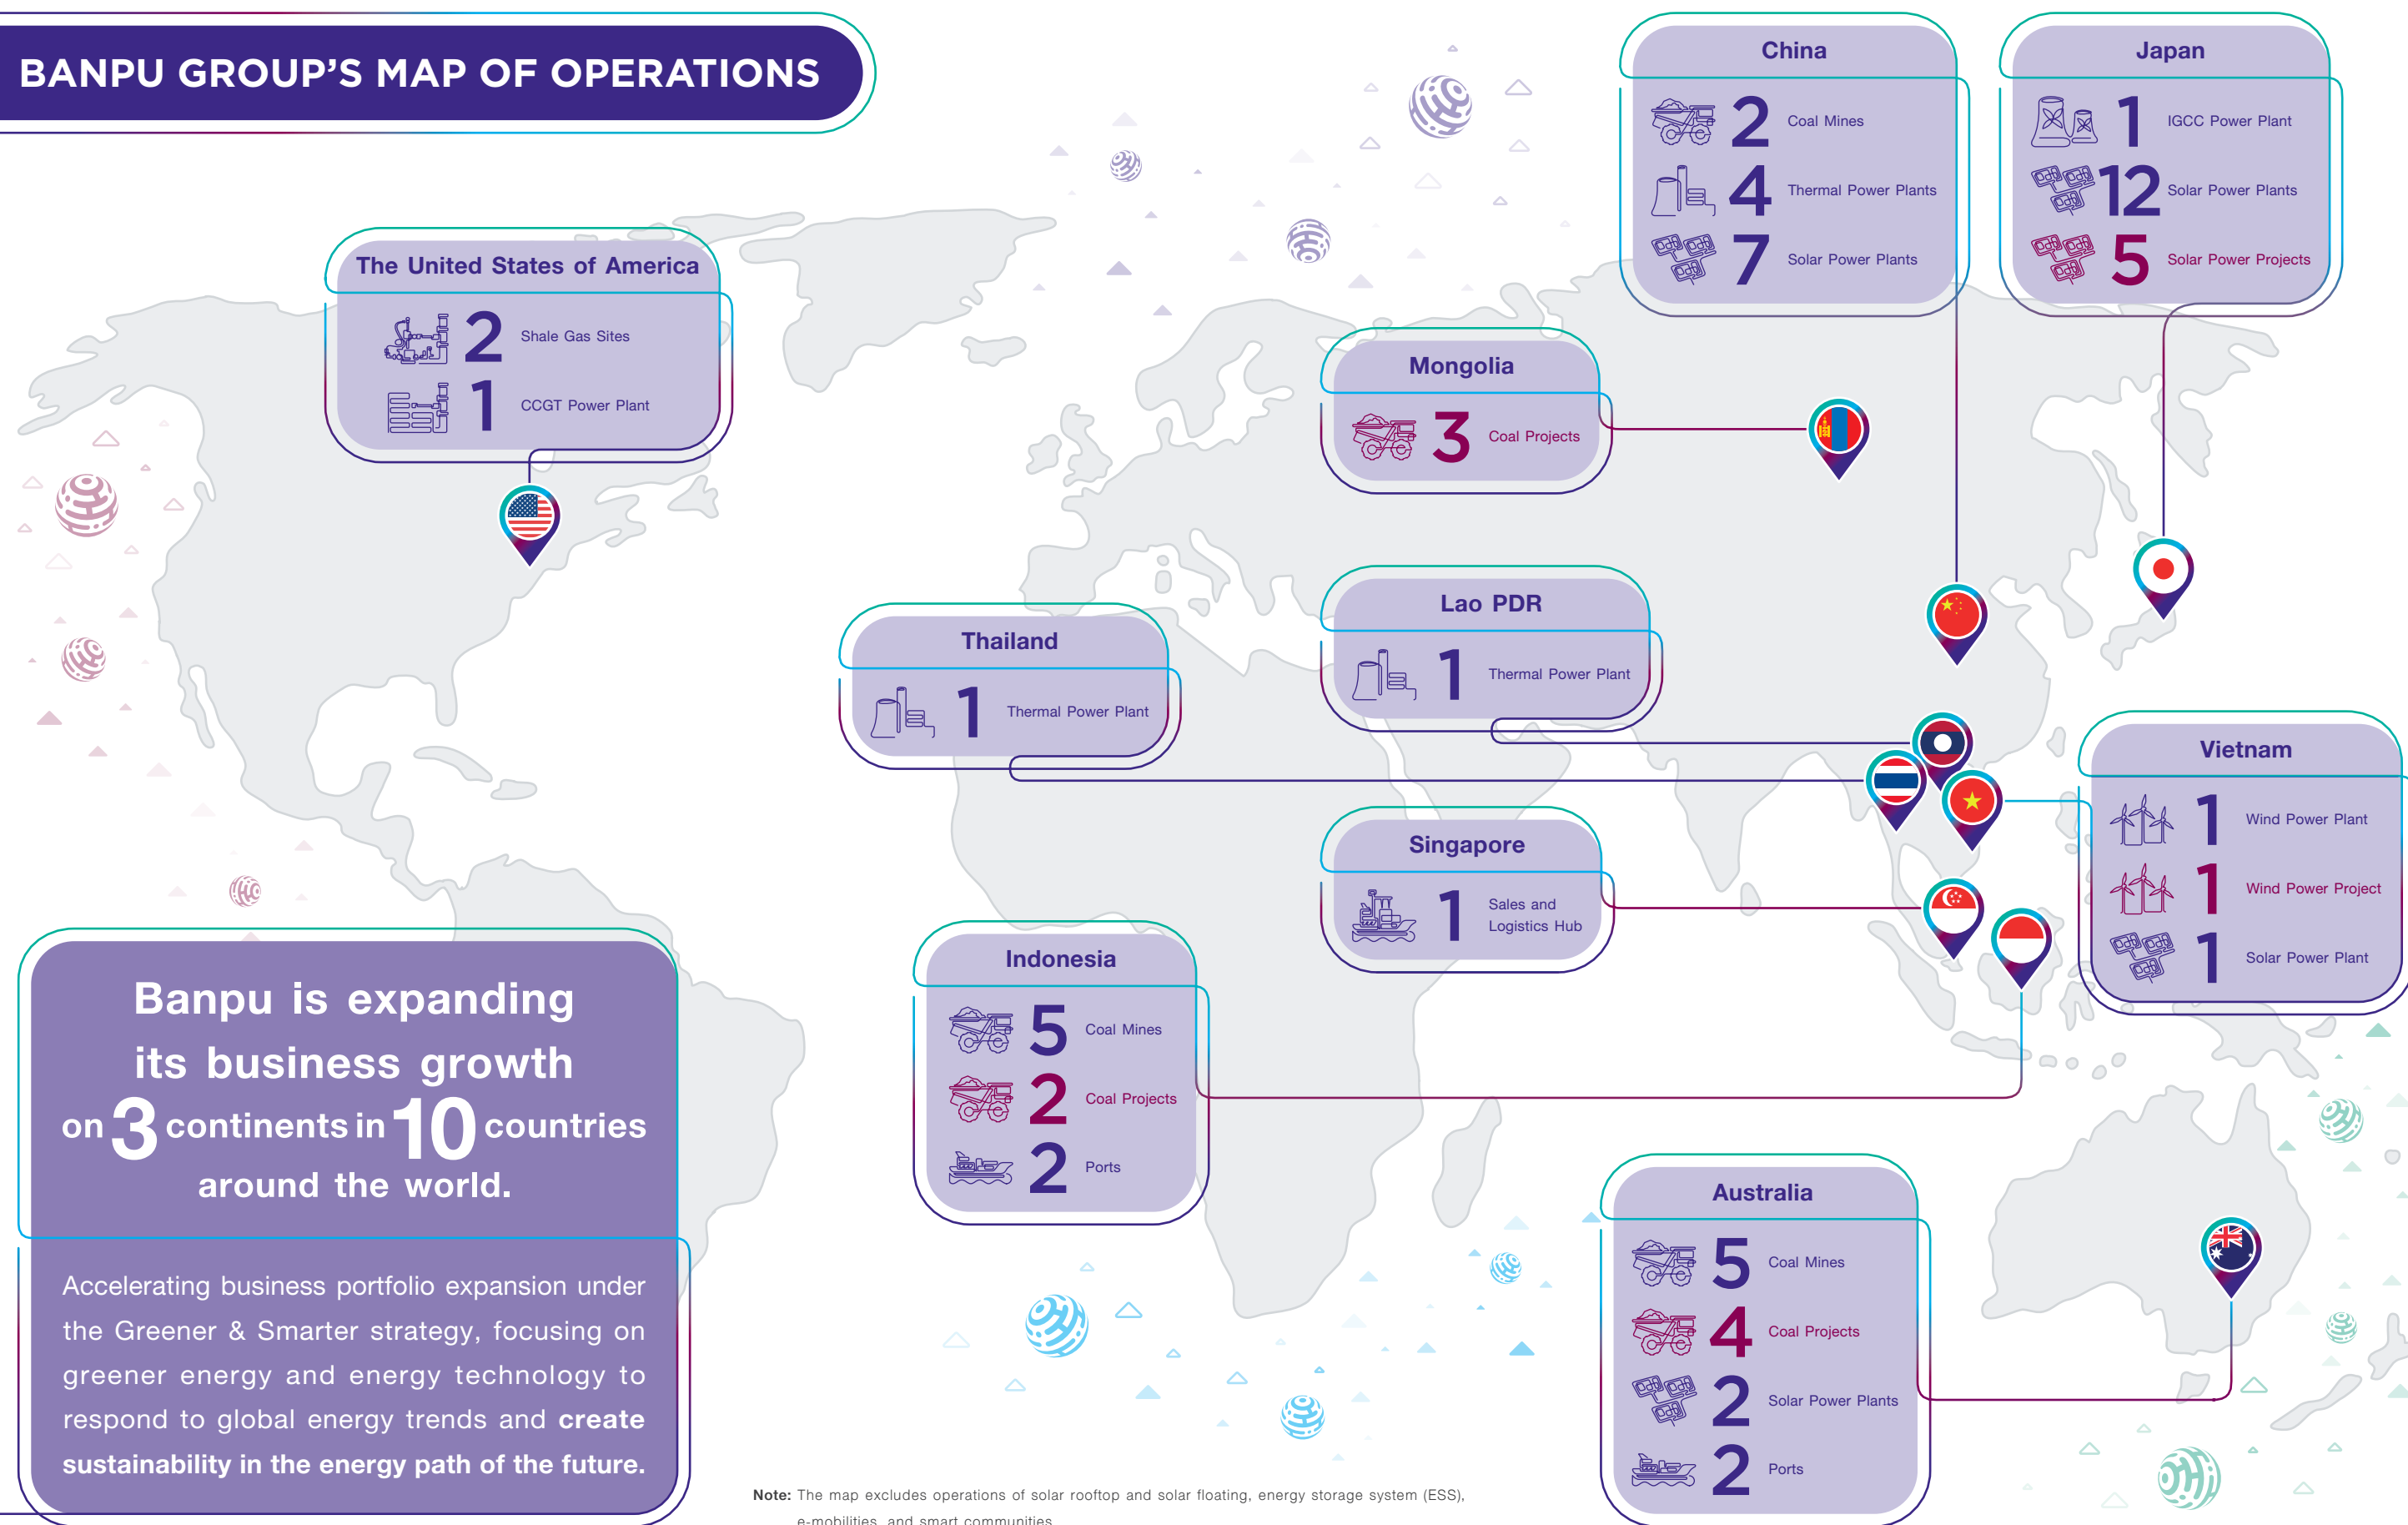 BANPU GROUP'S MAP OF OPERATIONS
The United States of America
2 Shale Gas Sites
1 CCGT Power Plant
China
2 Coal Mines
4 Thermal Power Plants
7 Solar Power Plants
Japan
1 IGCC Power Plant
12 Solar Power Plants
5 Solar Power Projects
Mongolia
3 Coal Projects
Thailand
1 Thermal Power Plant
Lao PDR
1 Thermal Power Plant
Vietnam
1 Wind Power Plant
1 Wind Power Project
1 Solar Power Plant
Singapore
1 Sales and
Logistics Hub
Indonesia
5 Coal Mines
2 Coal Projects
2 Ports
Australia
5 Coal Mines
4 Coal Projects
2 Solar Power Plants
2 Ports
Banpu is expanding
its business growth
on 3 continents in 10 countries
around the world.
Accelerating business portfolio expansion under
the Greener & Smarter strategy, focusing on
greener energy and energy technology to
respond to global energy trends and create
sustainability in the energy path of the future.
Note: The map excludes operations of solar rooftop and solar floating, energy storage system (ESS),
e-mobilities, and smart communities.